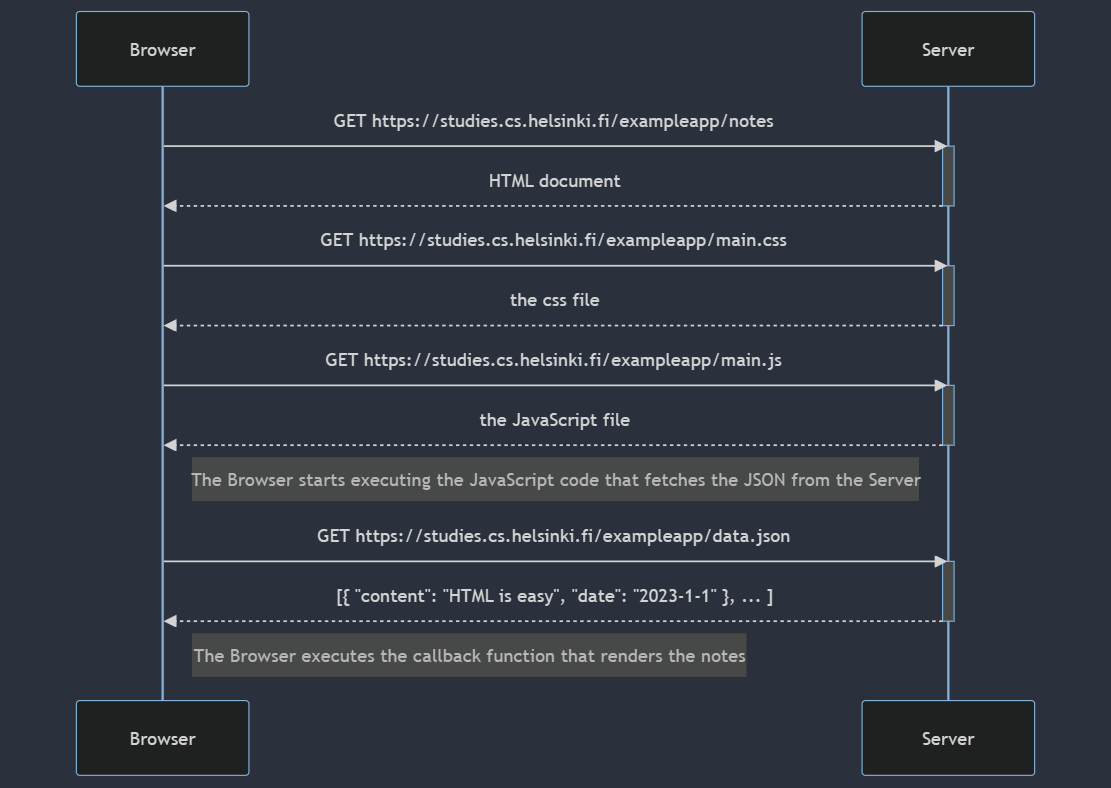 Browser
Server
GET https://studies.cs.helsinki.fi/exampleapp/notes
HTML document
GET https://studies.cs.helsinki.fi/exampleapp/main.css
the css file
GET https://studies.cs.helsinki.fi/exampleapp/main.js
the JavaScript file
The Browser starts executing the JavaScript code that fetches the JSON from the Server
GET https://studies.cs.helsinki.fi/exampleapp/data.json
[{ "content": "HTML is easy", "date": "2023-1-1" }, ... ]
The Browser executes the callback function that renders the notes
Browser
Server